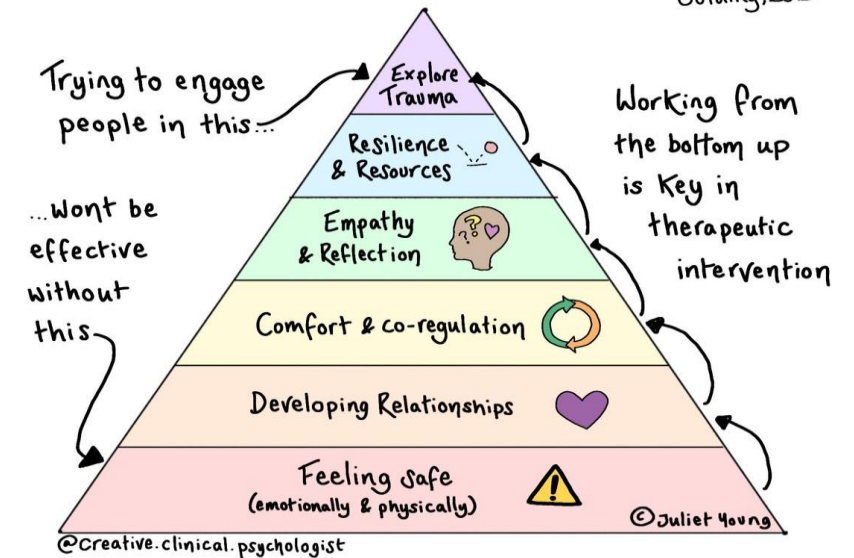 Trying to engage
people in this...
...wont be
effective
without
this
Explore
Trauma
Resilience
& Resources
Empathy
& Reflection
? ?
Comfort & co-regulation
Developing Relationships
Feeling safe
(emotionally & physically)
!
Working from
the bottom up
is Key in
therapeutic
intervention
©Juliet Young
@creative.clinical.psychologist